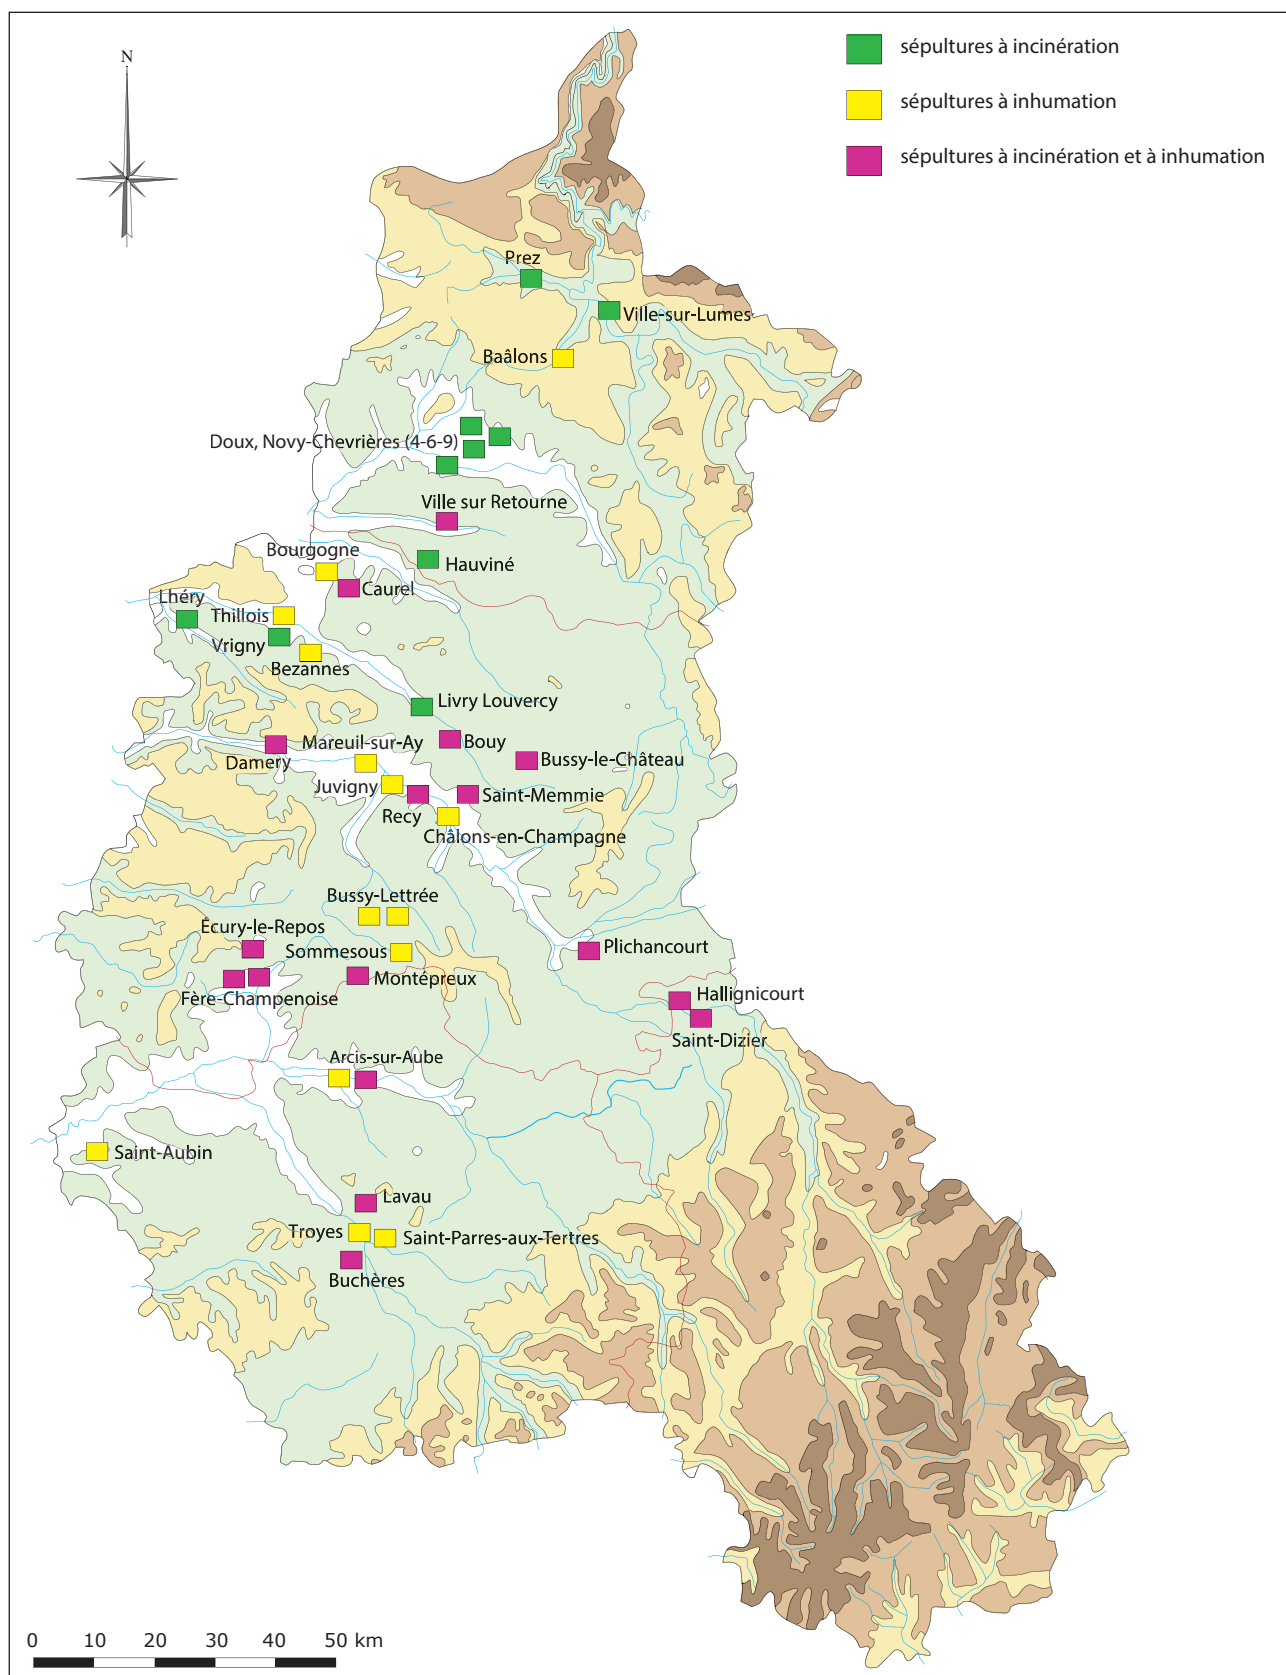 sépultures à incinération
N
sépultures à inhumation
sépultures à incinération et à inhumation
Prez
Ville-sur-Lumes
Baâlons
Doux, Novy-Chevrières (4-6-9)
Ville sur Retourne
Bourgogne
Hauviné
Caurel
Lhéry
Thillois
Vrigny
Bezannes
Livry Louvercy
Mareuil-sur-Ay
Bouy
Damery
Bussy-le-Château
Juvigny
Saint-Memmie
Recy
Châlons-en-Champagne
Bussy-Lettrée
Écury-le-Repos
Sommesous
Plichancourt
Montépreux
Fère-Champenoise
Hallignicourt
Saint-Dizier
Arcis-sur-Aube
Saint-Aubin
Lavau
Troyes
Saint-Parres-aux-Tertres
Buchères
0 10 20 30 40 50 km